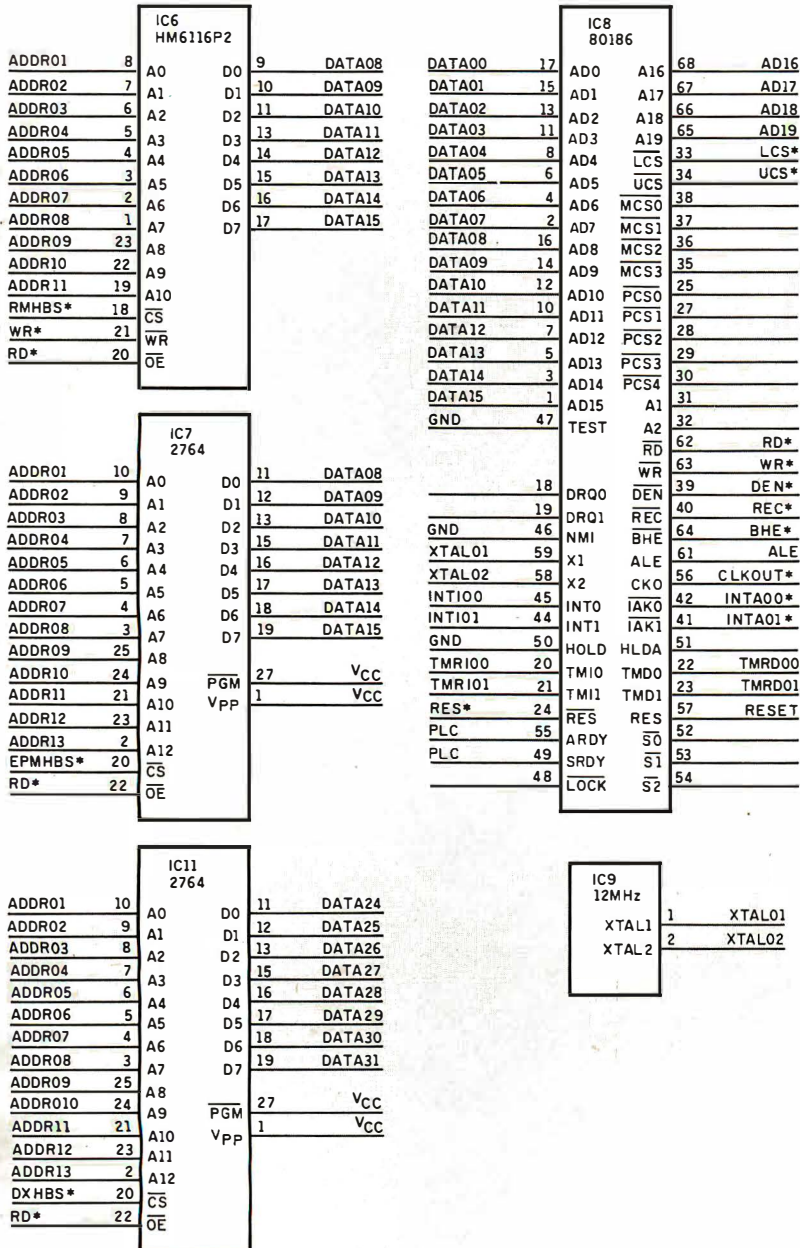 IC6
HM6116P2
ADDR01 8 A0 D0 9 DATA08
ADDR02 7 A1 D1 10 DATA09
ADDR03 6 A2 D2 11 DATA10
ADDR04 5 A3 D3 13 DATA11
ADDR05 4 A4 D4 14 DATA12
ADDR06 3 A5 D5 15 DATA13
ADDR07 2 A6 D6 16 DATA14
ADDR08 1 A7 D7 17 DATA15
ADDR09 23 A8
ADDR10 22 A9
ADDR11 19 A10
RMHBS* 18 CS
WR* 21 WR
RD* 20 OE
IC7
2764
ADDR01 10 A0 D0 11 DATA08
ADDR02 9 A1 D1 12 DATA09
ADDR03 8 A2 D2 13 DATA10
ADDR04 7 A3 D3 15 DATA11
ADDR05 6 A4 D4 16 DATA12
ADDR06 5 A5 D5 17 DATA13
ADDR07 4 A6 D6 18 DATA14
ADDR08 3 A7 D7 19 DATA15
ADDR09 25 A8
ADDR10 24 A9 PGM 27 VCC
ADDR11 21 A10 VPP 1 VCC
ADDR12 23 A11
ADDR13 2 A12
EPMHBS* 20 CS
RD* 22 OE
IC11
2764
ADDR01 10 A0 D0 11 DATA24
ADDR02 9 A1 D1 12 DATA25
ADDR03 8 A2 D2 13 DATA26
ADDR04 7 A3 D3 15 DATA27
ADDR05 6 A4 D4 16 DATA28
ADDR06 5 A5 D5 17 DATA29
ADDR07 4 A6 D6 18 DATA30
ADDR08 3 A7 D7 19 DATA31
ADDR09 25 A8
ADDR010 24 A9 PGM 27 VCC
ADDR11 21 A10 VPP 1 VCC
ADDR12 23 A11
ADDR13 2 A12
DXHBS* 20 CS
RD* 22 OE
IC8
80186
DATA00 17 AD0 A16 68 AD16
DATA01 15 AD1 A17 67 AD17
DATA02 13 AD2 A18 66 AD18
DATA03 11 AD3 A19 65 AD19
DATA04 8 AD4 LCS 33 LCS*
DATA05 6 AD5 UCS 34 UCS*
DATA06 4 AD6 MCS0 38
DATA07 2 AD7 MCS1 37
DATA08 16 AD8 MCS2 36
DATA09 14 AD9 MCS3 35
DATA10 12 AD10 PCS0 25
DATA11 10 AD11 PCS1 27
DATA12 7 AD12 PCS2 28
DATA13 5 AD13 PCS3 29
DATA14 3 AD14 PCS4 30
DATA15 1 AD15 A1 31
GND 47 TEST A2 32
RD 62 RD*
WR 63 WR*
18 DRQ0 DEN 39 DEN*
19 DRQ1 REC 40 REC*
GND 46 NMI BHE 64 BHE*
XTAL01 59 X1 ALE 61 ALE
XTAL02 58 X2 CKO 56 CLKOUT*
INTI00 45 INT0 IAK0 42 INTA00*
INTI01 44 INT1 IAK1 41 INTA01*
GND 50 HOLD HLDA 51
TMRI00 20 TMI0 TMD0 22 TMRD00
TMRI01 21 TMI1 TMD1 23 TMRD01
RES* 24 RES RES 57 RESET
PLC 55 ARDY S0 52
PLC 49 SRDY S1 53
48 LOCK S2 54
IC9
12MHz
XTAL1 1 XTAL01
XTAL2 2 XTAL02